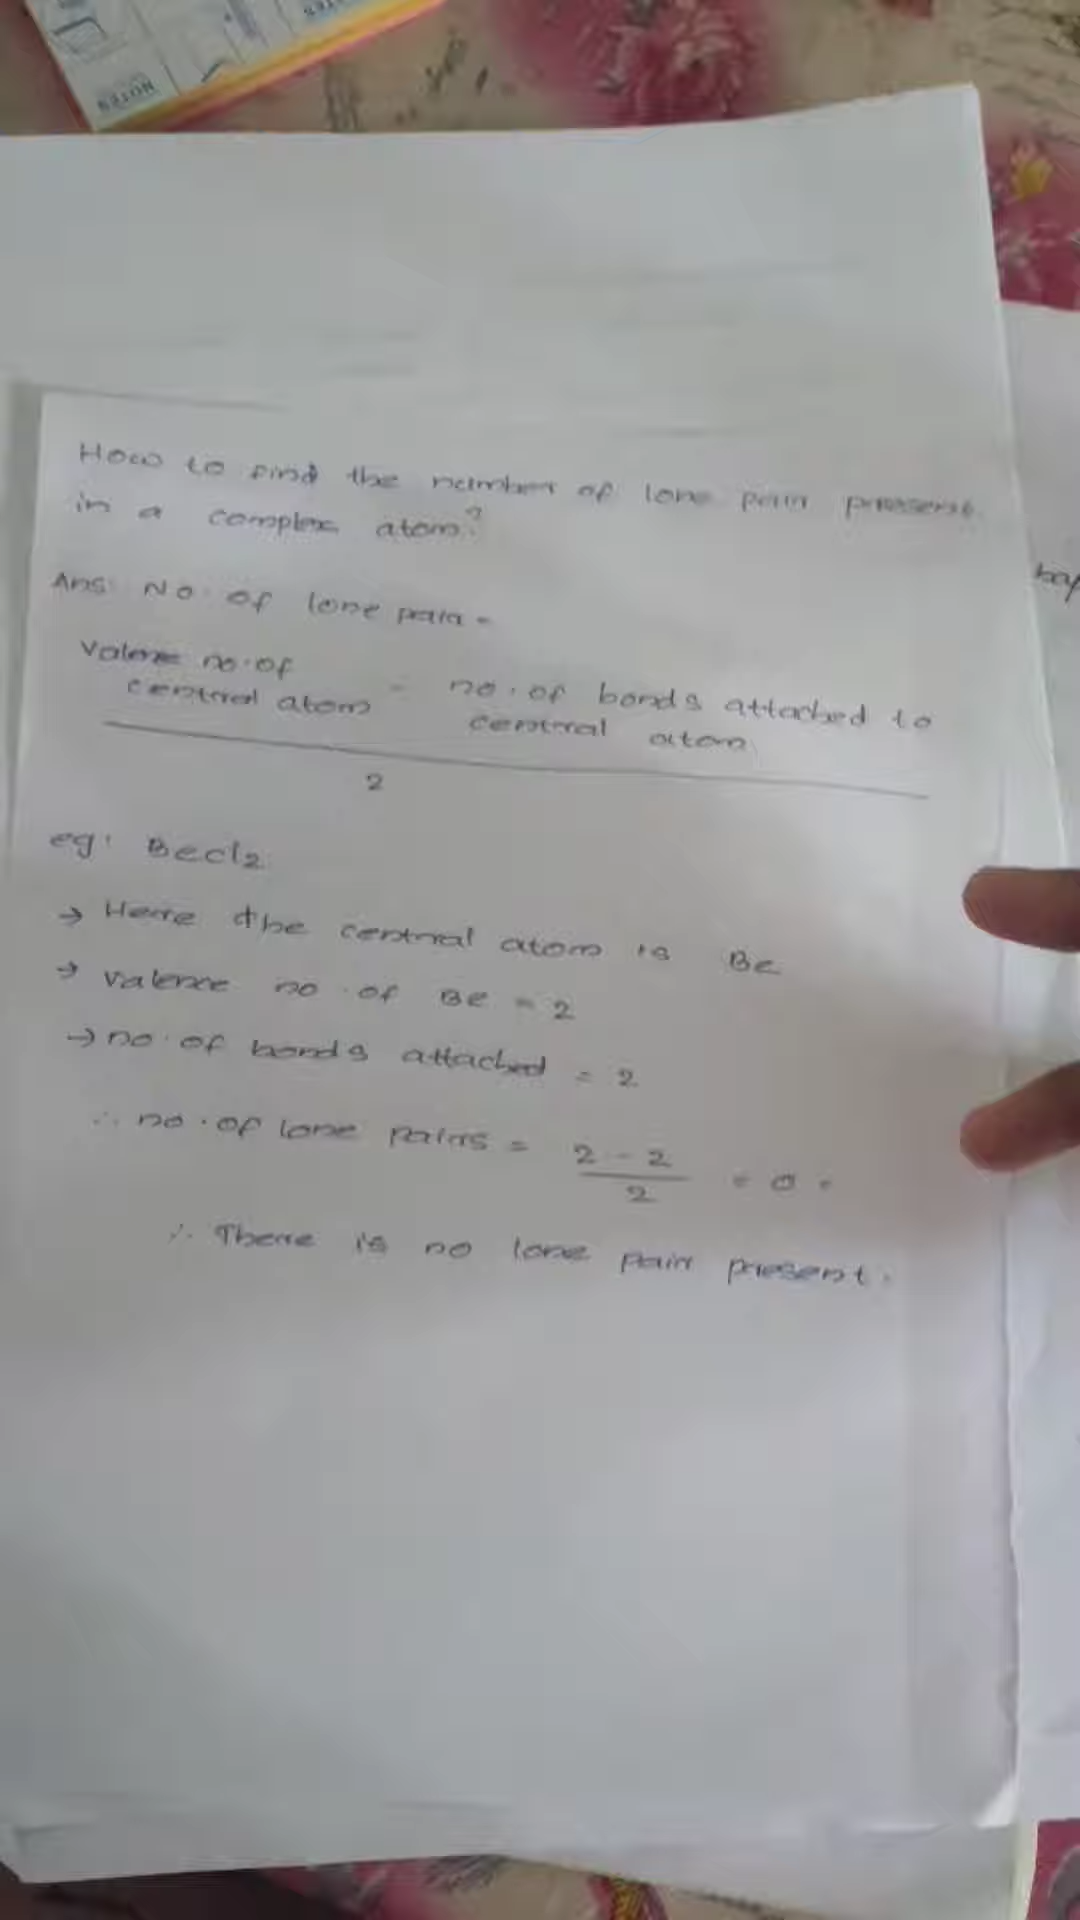 NOTES
How to find the number of lone pair present
in a complex atom?
Ans: No. of lone pair =
Valence no. of central atom - no. of bonds attached to central atom
2
eg: Becl2
→ Here the central atom is Be
→ valence no. of Be = 2
→ no. of bonds attached = 2
∴ no. of lone pairs = 2 - 2 / 2 = 0.
∴ There is no lone pair present.